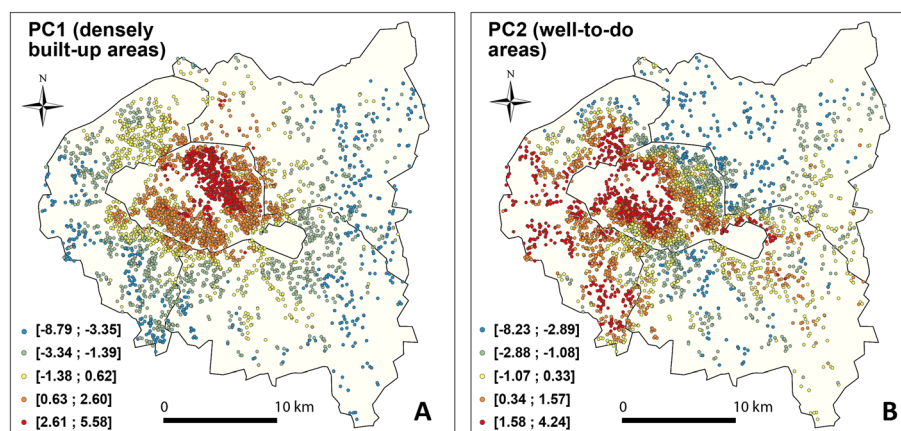 PC1 (densely
built-up areas)
N
[-8.79 ; -3.35]
[-3.34 ; -1.39]
[-1.38 ; 0.62]
[0.63 ; 2.60]
[2.61 ; 5.58]
0 10 km
A
PC2 (well-to-do
areas)
N
[-8.23 ; -2.89]
[-2.88 ; -1.08]
[-1.07 ; 0.33]
[0.34 ; 1.57]
[1.58 ; 4.24]
0 10 km
B